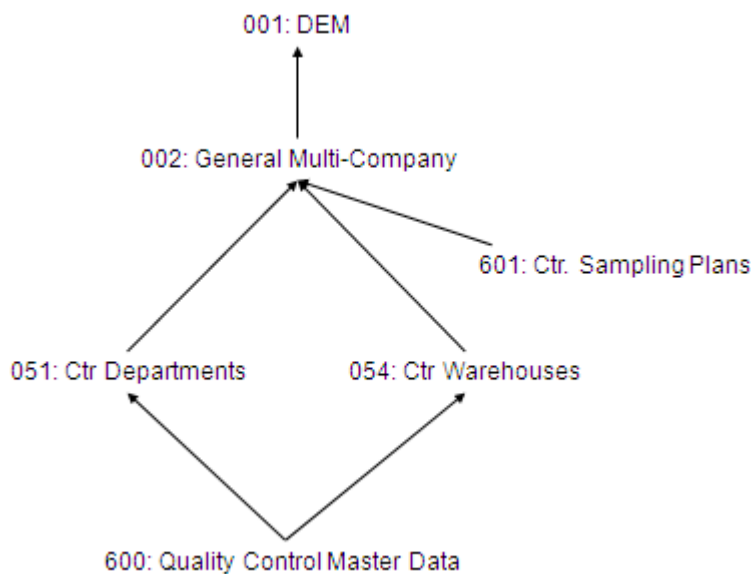 001: DEM
002: General Multi-Company
601: Ctr. Sampling Plans
051: Ctr Departments
054: Ctr Warehouses
600: Quality Control Master Data